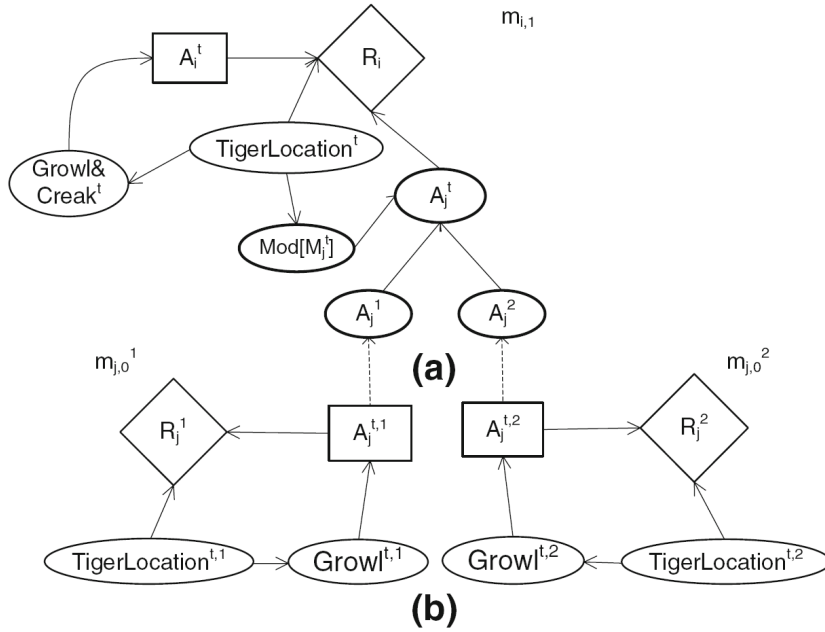 m_{i,1}
A_i^t
R_i
TigerLocation^t
Growl&
Creak^t
A_j^t
Mod[M_j^t]
A_j^1
A_j^2
(a)
m_{j,0}^1
m_{j,0}^2
R_j^1
A_j^{t,1}
A_j^{t,2}
R_j^2
TigerLocation^{t,1}
Growl^{t,1}
Growl^{t,2}
TigerLocation^{t,2}
(b)